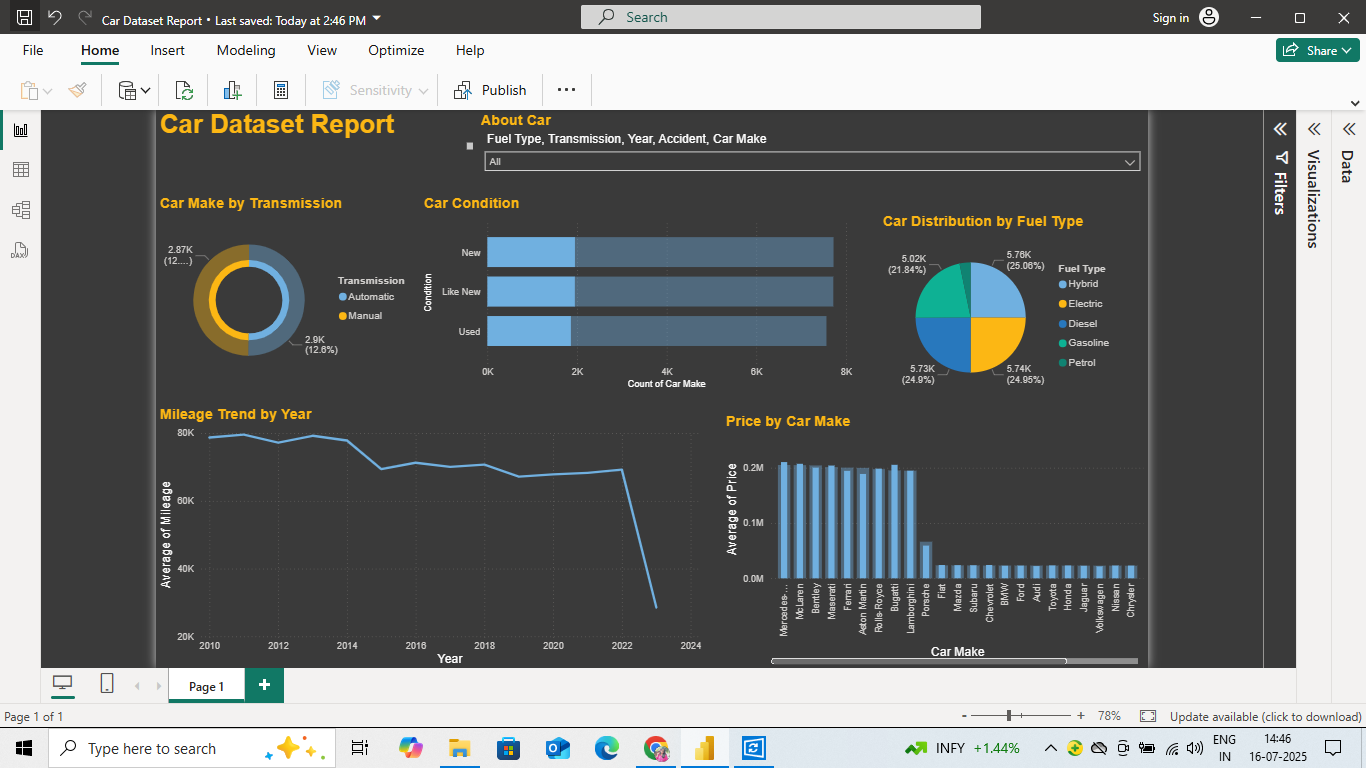 Car Dataset Report • Last saved: Today at 2:46 PM
Search
Sign in
File Home Insert Modeling View Optimize Help
Share
Sensitivity
Publish
Car Dataset Report
About Car
Fuel Type, Transmission, Year, Accident, Car Make
All
Car Make by Transmission
2.87K
(12....)
2.9K
(12.6%)
Transmission
Automatic
Manual
Car Condition
Condition
New
Like New
Used
0K 2K 4K 6K 8K
Count of Car Make
Car Distribution by Fuel Type
5.02K
(21.84%)
5.76K
(25.06%)
5.73K
(24.9%)
5.74K
(24.95%)
Fuel Type
Hybrid
Electric
Diesel
Gasoline
Petrol
Mileage Trend by Year
Average of Mileage
80K
60K
40K
20K
2010 2012 2014 2016 2018 2020 2022 2024
Year
Price by Car Make
Average of Price
0.2M
0.1M
0.0M
Mercedes-...
McLaren
Bentley
Maserati
Ferrari
Aston Martin
Rolls-Royce
Bugatti
Lamborghini
Porsche
Fiat
Mazda
Subaru
Chevrolet
BMW
Ford
Audi
Toyota
Honda
Jaguar
Volkswagen
Nissan
Chrysler
Car Make
Filters
Visualizations
Data
DAX
Page 1
Page 1 of 1
- + 78%
Update available (click to download)
Type here to search
INFY +1.44%
ENG
IN
14:46
16-07-2025